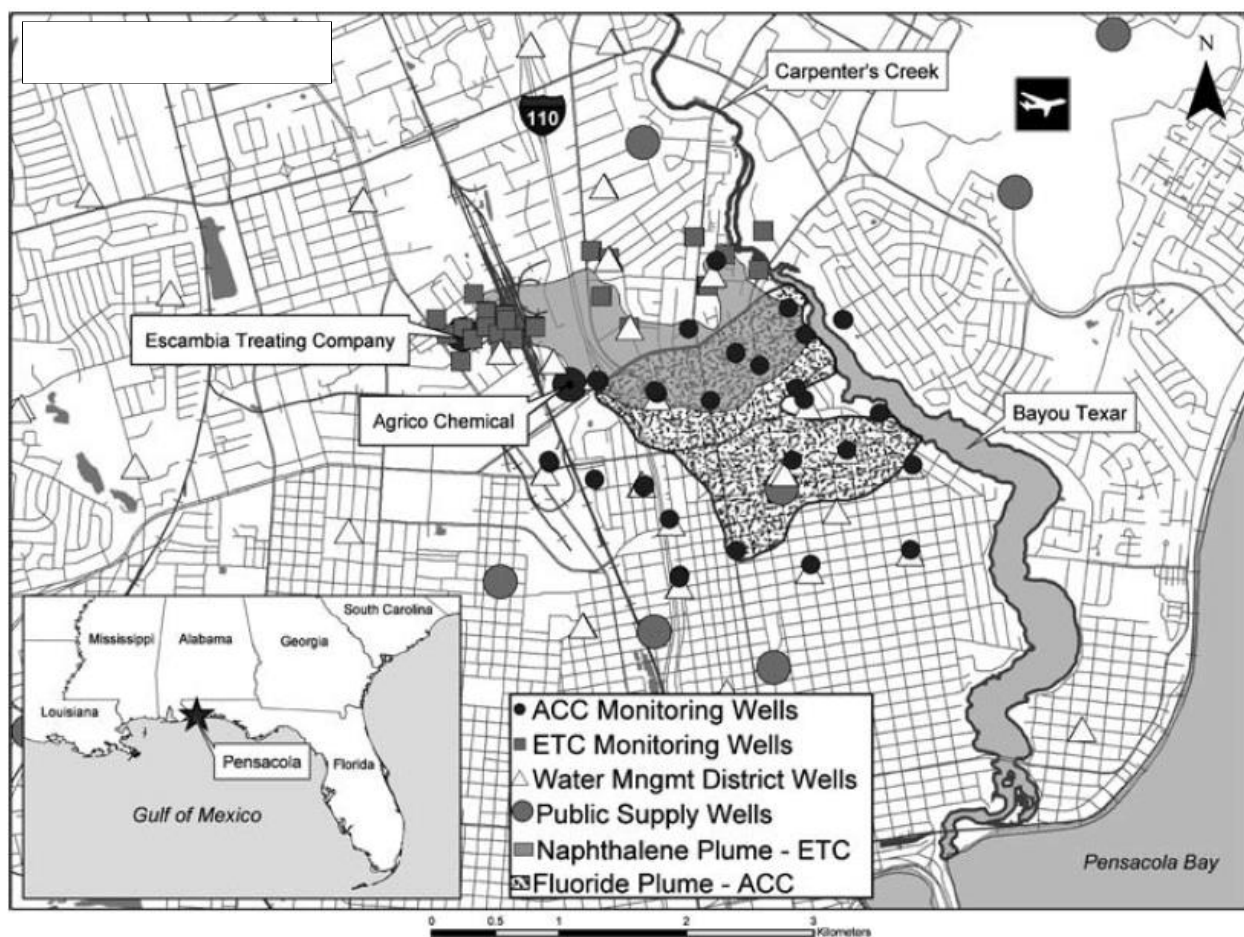 Carpenter's Creek
N
110
Escambia Treating Company
Agrico Chemical
Bayou Texar
South Carolina
Mississippi
Alabama
Georgia
Louisiana
Pensacola
Florida
Gulf of Mexico
ACC Monitoring Wells
ETC Monitoring Wells
Water Mngmt District Wells
Public Supply Wells
Naphthalene Plume - ETC
Fluoride Plume - ACC
Pensacola Bay
0 0.5 1 2 3
Kilometers